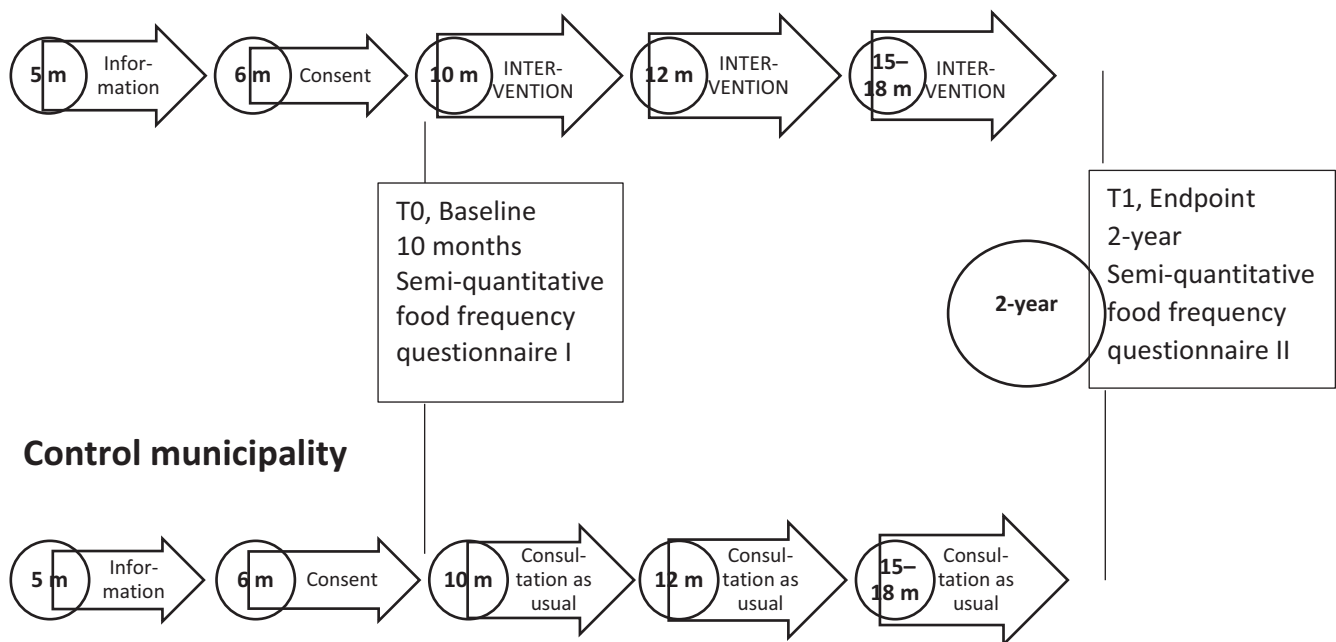 5 m
Infor-
mation
6 m
Consent
10 m
INTER-
VENTION
12 m
INTER-
VENTION
15–
18 m
INTER-
VENTION
T0, Baseline
10 months
Semi-quantitative
food frequency
questionnaire I
2-year
T1, Endpoint
2-year
Semi-quantitative
food frequency
questionnaire II
Control municipality
5 m
Infor-
mation
6 m
Consent
10 m
Consul-
tation as
usual
12 m
Consul-
tation as
usual
15–
18 m
Consul-
tation as
usual